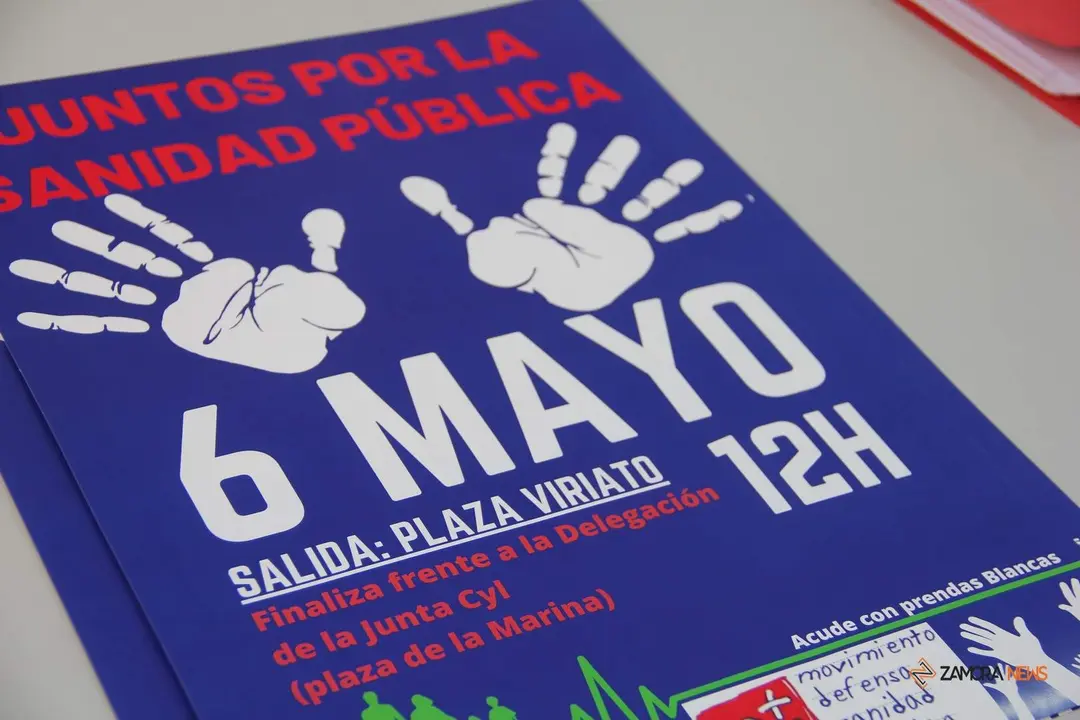 JUNTOS POR LA
SANIDAD PÚBLICA
6 MAYO
12H
SALIDA: PLAZA VIRIATO
Finaliza frente a la Delegación
de la Junta Cyl
(plaza de la Marina)
Acude con prendas Blancas
movimiento
defensa
sanidad
ZAMORA NEWS